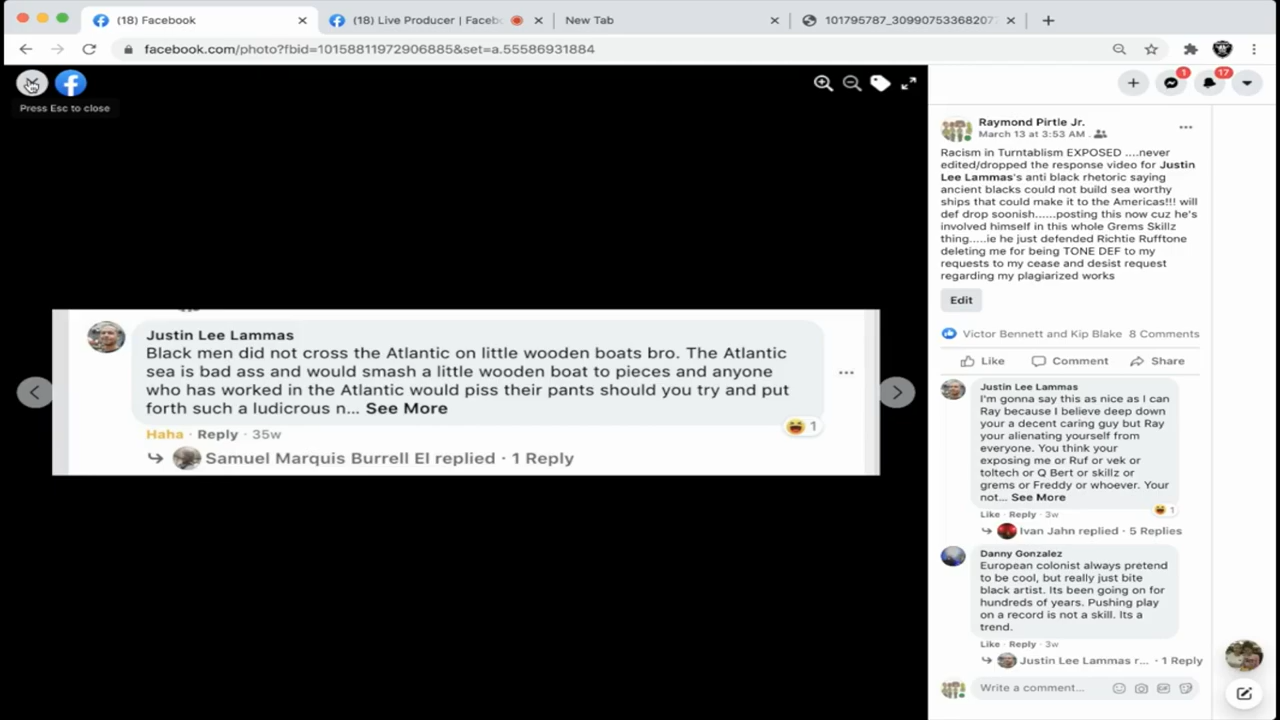 (18) Facebook
(18) Live Producer | Faceb
New Tab
101795787_309907533682072
facebook.com/photo?fbid=10158811972906885&set=a.55586931884
Press Esc to close
1
17
Raymond Pirtle Jr.
March 13 at 3:53 AM ·
Racism in Turntablism EXPOSED ....never
edited/dropped the response video for Justin
Lee Lammas's anti black rhetoric saying
ancient blacks could not build sea worthy
ships that could make it to the Americas!!! will
def drop soonish......posting this now cuz he's
involved himself in this whole Grems Skillz
thing.....ie he just defended Richtie Rufftone
deleting me for being TONE DEF to my
requests to my cease and desist request
regarding my plagiarized works
Edit
Victor Bennett and Kip Blake 8 Comments
Like Comment Share
Justin Lee Lammas
Black men did not cross the Atlantic on little wooden boats bro. The Atlantic
sea is bad ass and would smash a little wooden boat to pieces and anyone
who has worked in the Atlantic would piss their pants should you try and put
forth such a ludicrous n... See More
1
Haha · Reply · 35w
Samuel Marquis Burrell El replied · 1 Reply
Justin Lee Lammas
I'm gonna say this as nice as I can
Ray because I believe deep down
your a decent caring guy but Ray
your alienating yourself from
everyone. You think your
exposing me or Ruf or vek or
toltech or Q Bert or skillz or
grems or Freddy or whoever. Your
not... See More
1
Like · Reply · 3w
Ivan Jahn replied · 5 Replies
Danny Gonzalez
European colonist always pretend
to be cool, but really just bite
black artist. Its been going on for
hundreds of years. Pushing play
on a record is not a skill. Its a
trend.
Like · Reply · 3w
Justin Lee Lammas r... · 1 Reply
Write a comment...